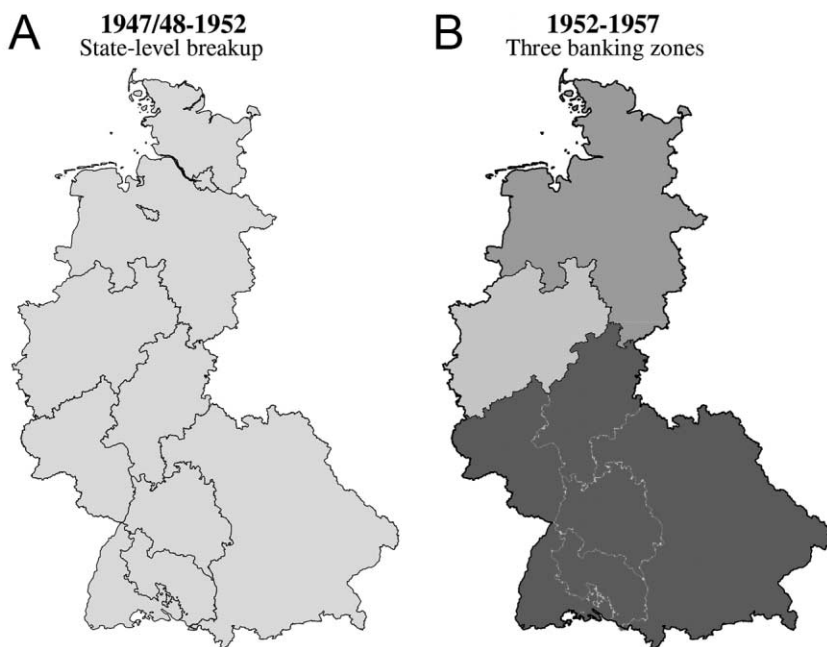 A
1947/48-1952
State-level breakup
B
1952-1957
Three banking zones